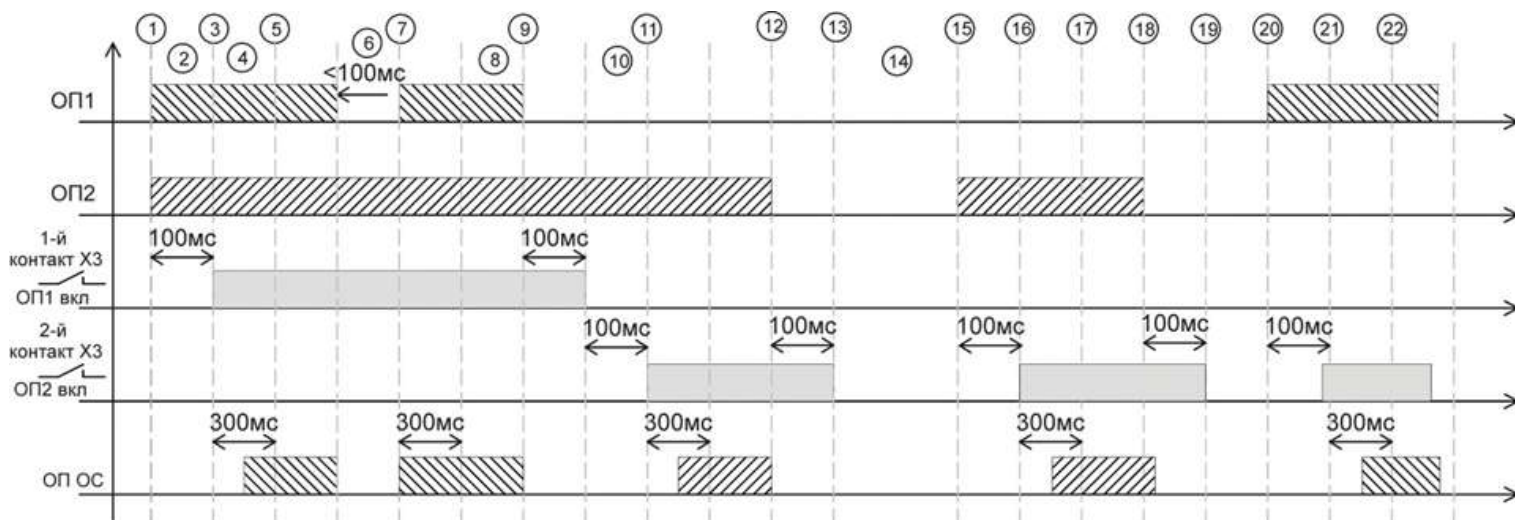 1 3 5 7 9 11 12 13 15 16 17 18 19 20 21 22
2 4 6 8 10 14
<100мс
ОП1
ОП2
1-й
контакт Х3
ОП1 вкл
100мс 100мс
2-й
контакт Х3
ОП2 вкл
100мс 100мс 100мс 100мс 100мс
300мс 300мс 300мс 300мс 300мс
ОП ОС